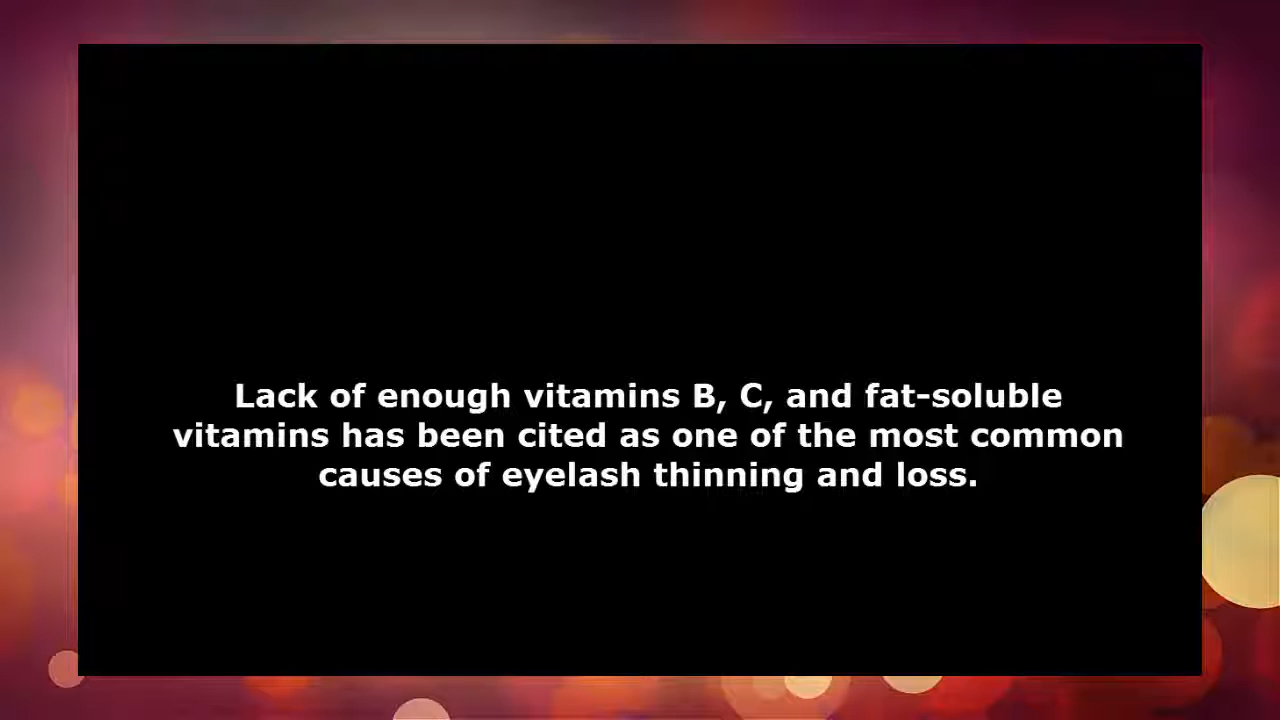 Lack of enough vitamins B, C, and fat-soluble
vitamins has been cited as one of the most common
causes of eyelash thinning and loss.